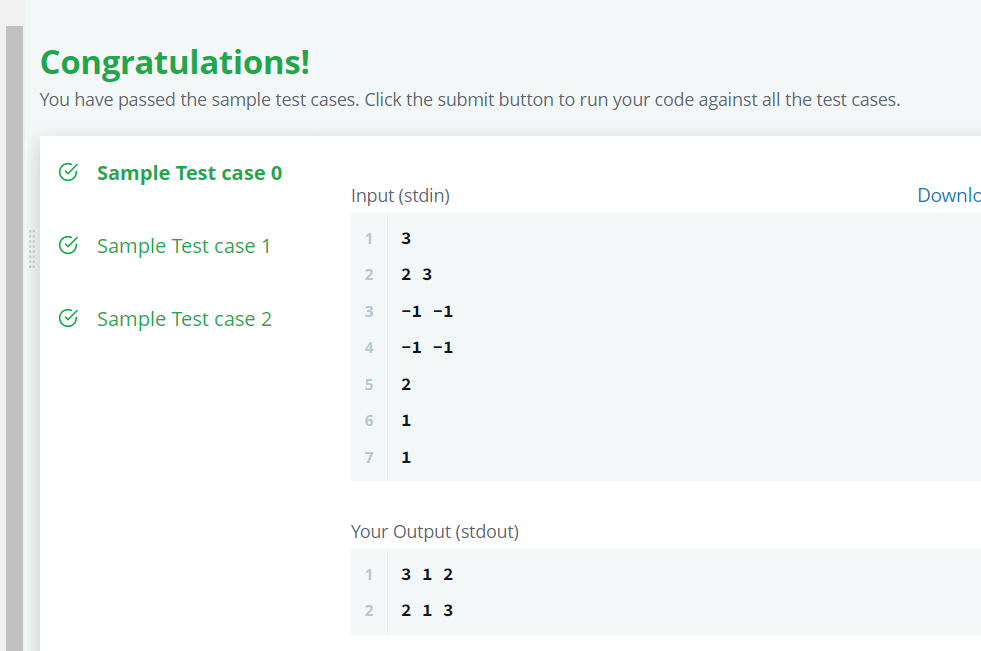 Congratulations!
You have passed the sample test cases. Click the submit button to run your code against all the test cases.
Sample Test case 0
Sample Test case 1
Sample Test case 2
Input (stdin)
Downlo
1 3
2 2 3
3 −1 −1
4 −1 −1
5 2
6 1
7 1
Your Output (stdout)
1 3 1 2
2 2 1 3